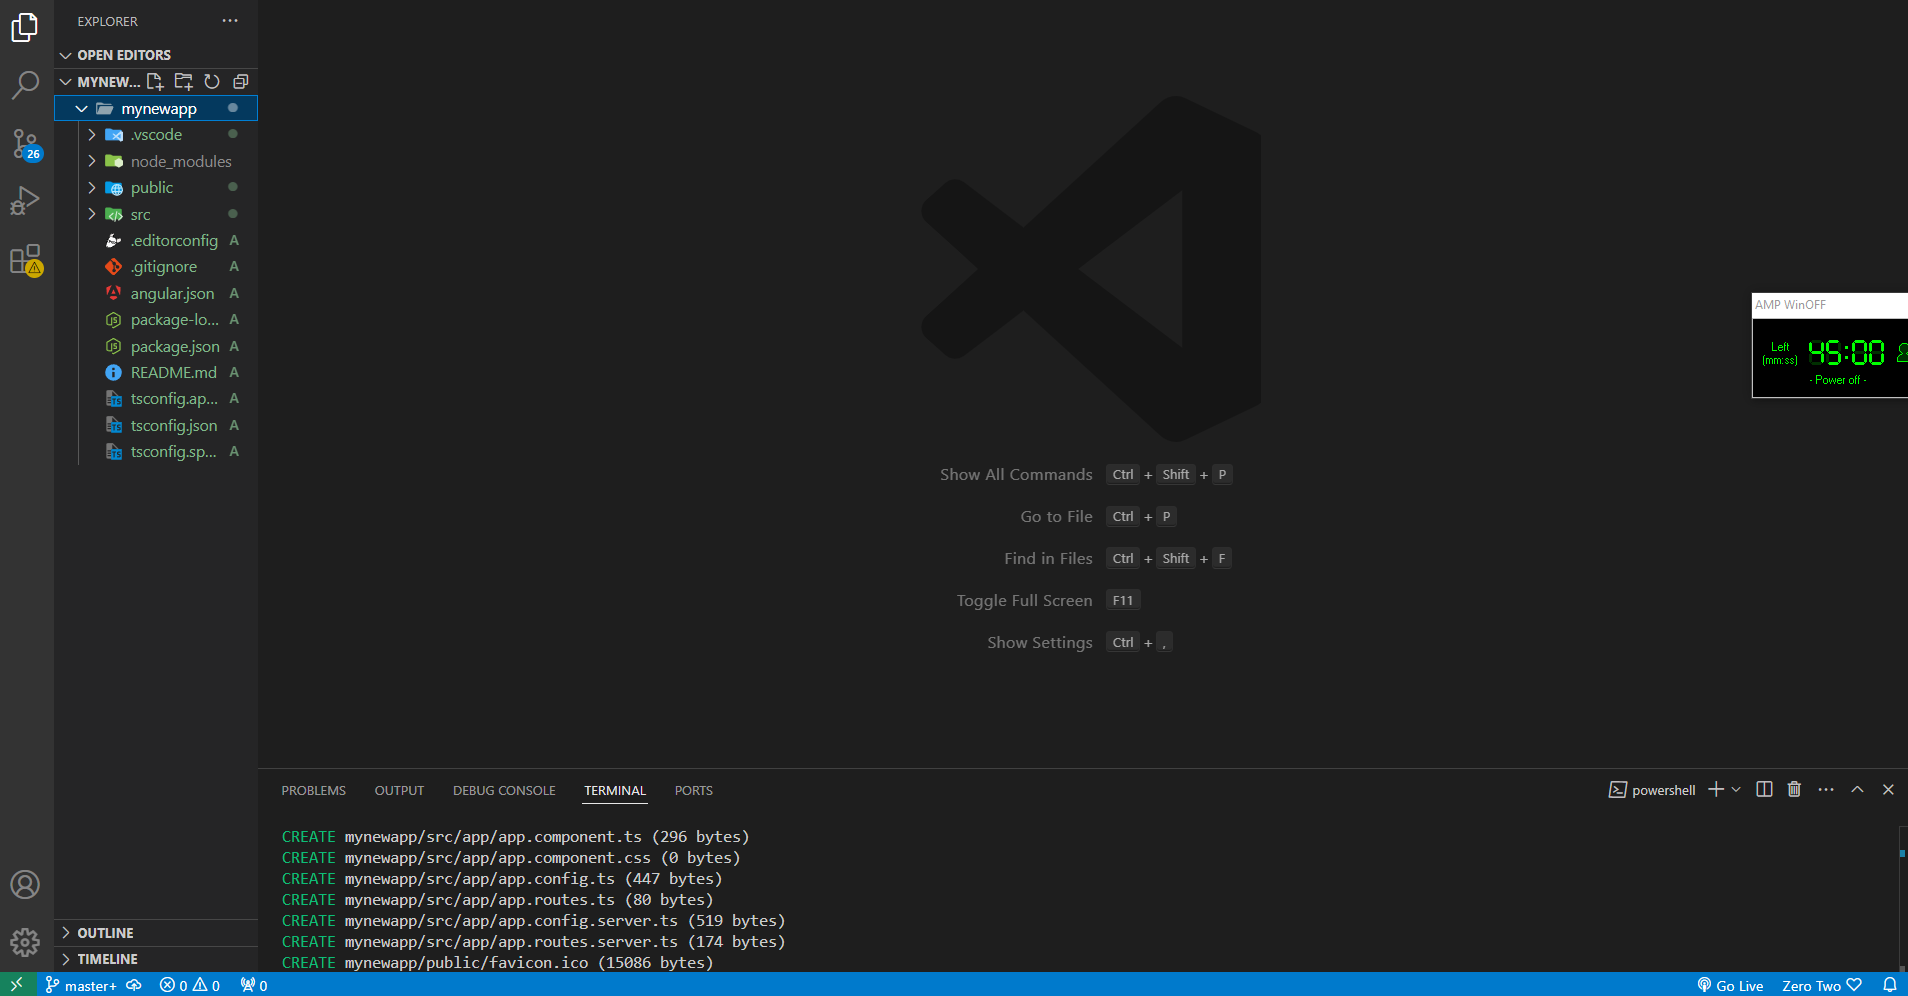 EXPLORER
OPEN EDITORS
MYNEW...
mynewapp
.vscode
node_modules
public
src
.editorconfig A
.gitignore A
angular.json A
package-lo... A
package.json A
README.md A
tsconfig.ap... A
tsconfig.json A
tsconfig.sp... A
OUTLINE
TIMELINE
26
Show All Commands Ctrl + Shift + P
Go to File Ctrl + P
Find in Files Ctrl + Shift + F
Toggle Full Screen F11
Show Settings Ctrl + ,
AMP WinOFF
Left
(mm:ss)
45:00
- Power off -
PROBLEMS OUTPUT DEBUG CONSOLE TERMINAL PORTS
powershell
CREATE mynewapp/src/app/app.component.ts (296 bytes)
CREATE mynewapp/src/app/app.component.css (0 bytes)
CREATE mynewapp/src/app/app.config.ts (447 bytes)
CREATE mynewapp/src/app/app.routes.ts (80 bytes)
CREATE mynewapp/src/app/app.config.server.ts (519 bytes)
CREATE mynewapp/src/app/app.routes.server.ts (174 bytes)
CREATE mynewapp/public/favicon.ico (15086 bytes)
master+ 0 0 0 Go Live Zero Two